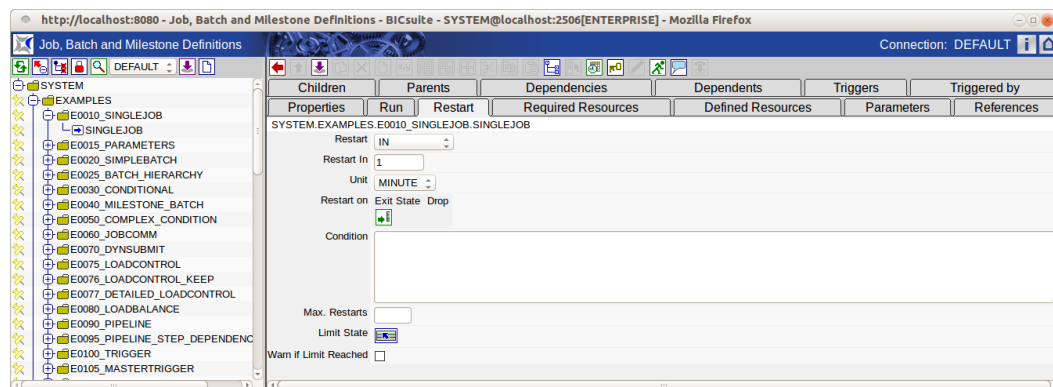 http://localhost:8080 - Job, Batch and Milestone Definitions - BICsuite - SYSTEM@localhost:2506[ENTERPRISE] - Mozilla Firefox
Job, Batch and Milestone Definitions
Connection: DEFAULT
DEFAULT
SYSTEM
EXAMPLES
E0010_SINGLEJOB
SINGLEJOB
E0015_PARAMETERS
E0020_SIMPLEBATCH
E0025_BATCH_HIERARCHY
E0030_CONDITIONAL
E0040_MILESTONE_BATCH
E0050_COMPLEX_CONDITION
E0060_JOBCOMM
E0070_DYNSUBMIT
E0075_LOADCONTROL
E0076_LOADCONTROL_KEEP
E0077_DETAILED_LOADCONTROL
E0080_LOADBALANCE
E0090_PIPELINE
E0095_PIPELINE_STEP_DEPENDENC
E0100_TRIGGER
E0105_MASTERTRIGGER
Children Parents Dependencies Dependents Triggers Triggered by
Properties Run Restart Required Resources Defined Resources Parameters References
SYSTEM.EXAMPLES.E0010_SINGLEJOB.SINGLEJOB
Restart IN
Restart In 1
Unit MINUTE
Restart on Exit State Drop
Condition
Max. Restarts
Limit State
Warn if Limit Reached